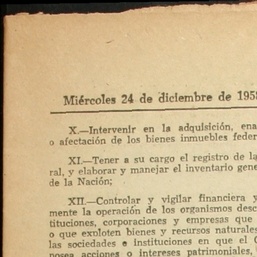 Miércoles 24 de diciembre de 1958
X.—Intervenir en la adquisición, ena
o afectación de los bienes inmuebles feder
XI.—Tener a su cargo el registro de la
ral, y elaborar y manejar el inventario gene
de la Nación;
XII.—Controlar y vigilar financiera y
mente la operación de los organismos desc
tituciones, corporaciones y empresas que
o que exploten bienes y recursos naturales
las sociedades e instituciones en que el G
posea acciones o intereses patrimoniales,